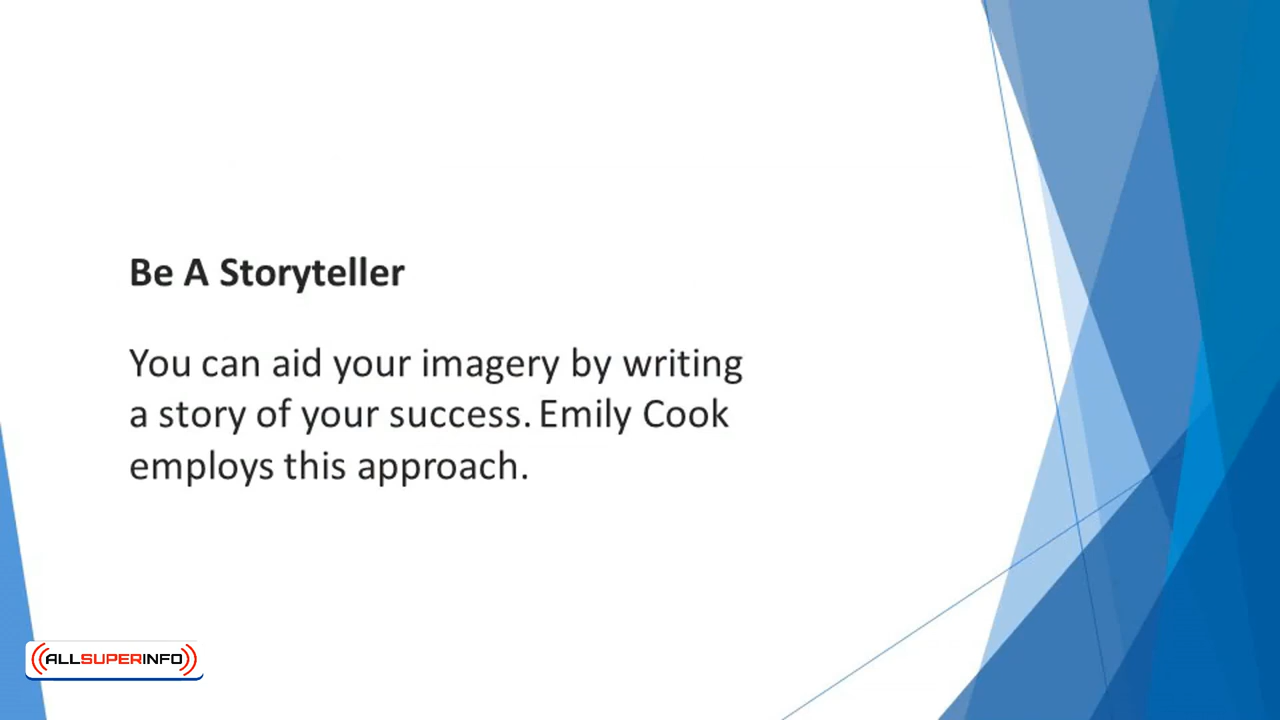 Be A Storyteller
You can aid your imagery by writing
a story of your success. Emily Cook
employs this approach.
ALLSUPERINFO